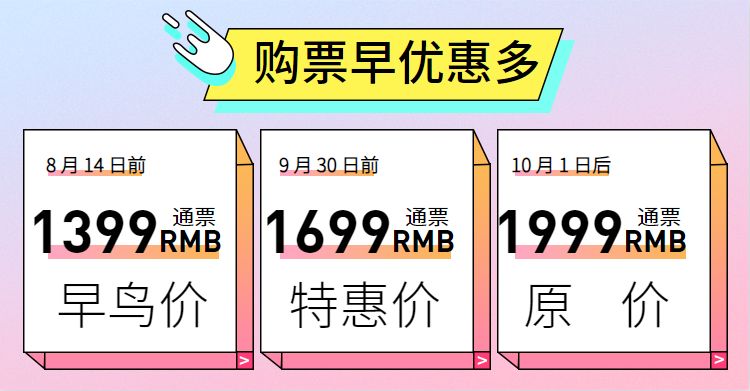 购票早优惠多
8月14日前
1399 通票
RMB
早鸟价
>
9月30日前
1699 通票
RMB
特惠价
>
10月1日后
1999 通票
RMB
原 价
>